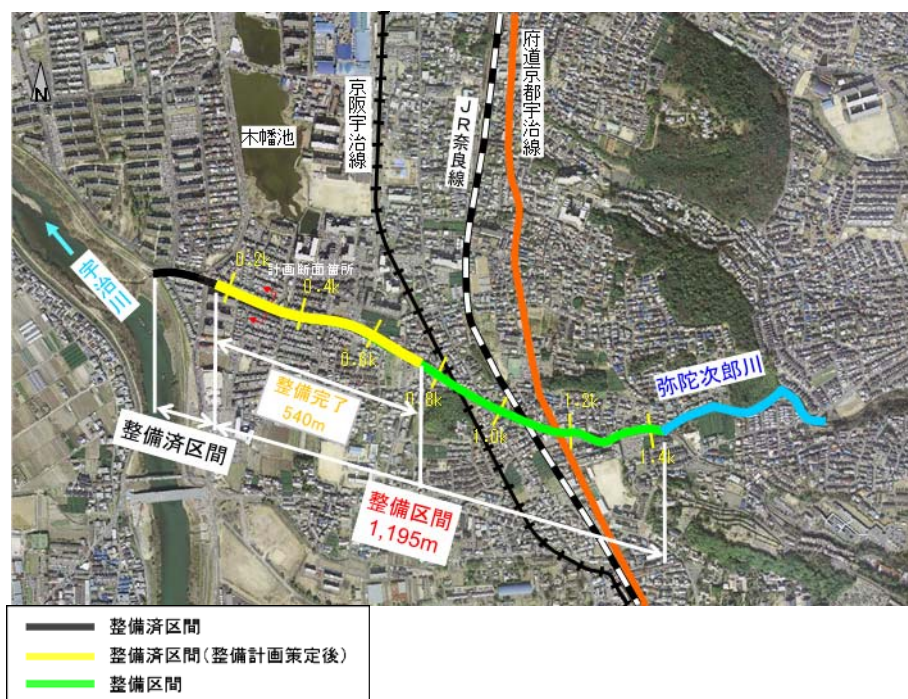 N
木幡池
京阪宇治線
JR奈良線
府道京都宇治線
宇治川
0.2k
計画断面箇所
0.4k
0.6k
0.8k
1.0k
1.2k
1.4k
弥陀次郎川
整備完了
540m
整備済区間
整備区間
1,195m
整備済区間
整備済区間(整備計画策定後)
整備区間